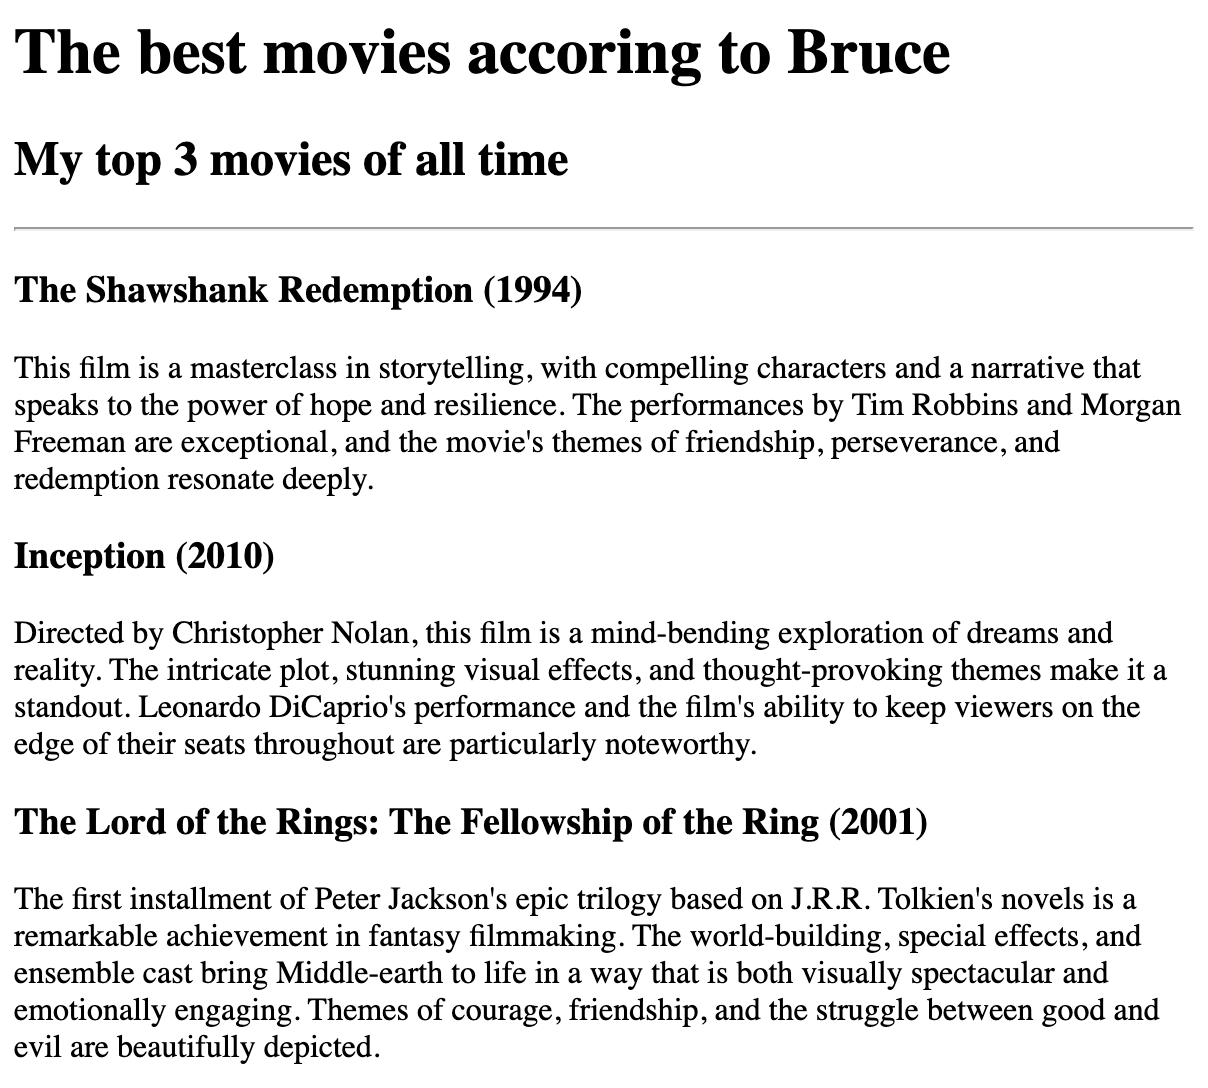 The best movies accoring to Bruce
My top 3 movies of all time
The Shawshank Redemption (1994)
This film is a masterclass in storytelling, with compelling characters and a narrative that
speaks to the power of hope and resilience. The performances by Tim Robbins and Morgan
Freeman are exceptional, and the movie's themes of friendship, perseverance, and
redemption resonate deeply.
Inception (2010)
Directed by Christopher Nolan, this film is a mind-bending exploration of dreams and
reality. The intricate plot, stunning visual effects, and thought-provoking themes make it a
standout. Leonardo DiCaprio's performance and the film's ability to keep viewers on the
edge of their seats throughout are particularly noteworthy.
The Lord of the Rings: The Fellowship of the Ring (2001)
The first installment of Peter Jackson's epic trilogy based on J.R.R. Tolkien's novels is a
remarkable achievement in fantasy filmmaking. The world-building, special effects, and
ensemble cast bring Middle-earth to life in a way that is both visually spectacular and
emotionally engaging. Themes of courage, friendship, and the struggle between good and
evil are beautifully depicted.